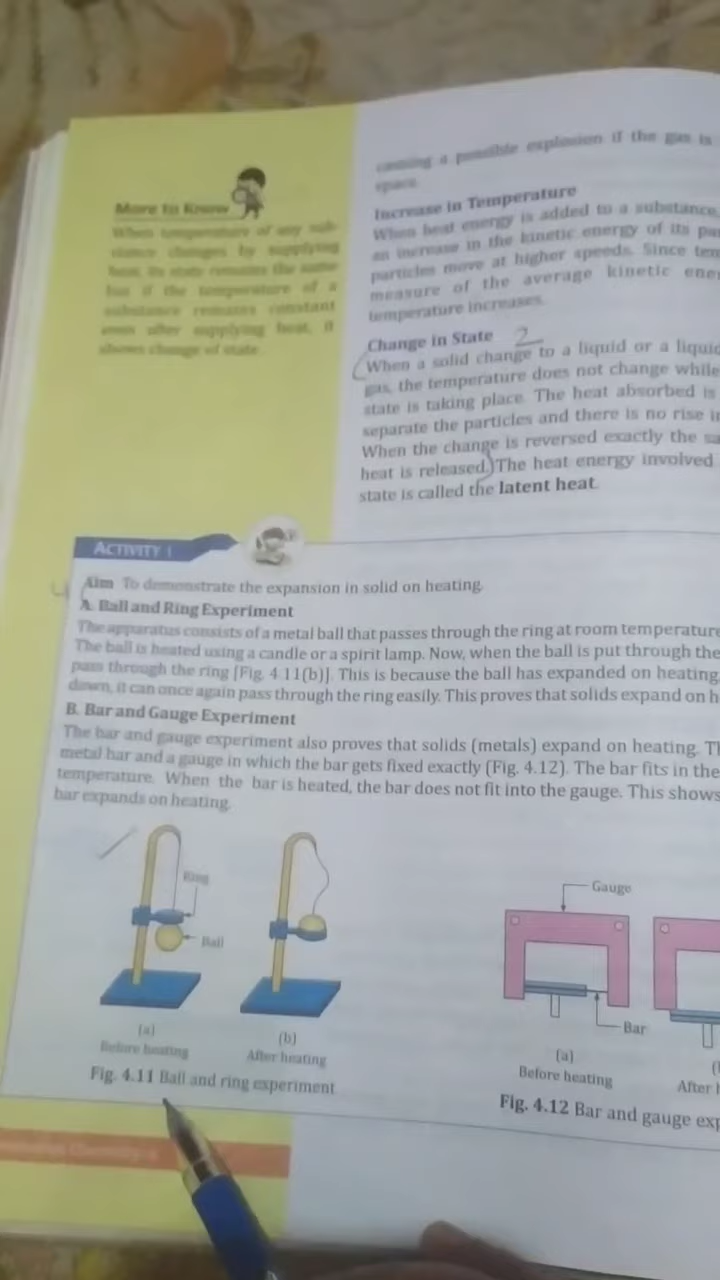 More to Know
When temperature of any sub-
stance changes by supplying
heat, its state remains the same
but if the temperature of a
substance remains constant
even after supplying heat, it
shows change of state.
causing a possible explosion if the gas is
space.
Increase in Temperature
When heat energy is added to a substance,
an increase in the kinetic energy of its
particles move at higher speeds. Since
measure of the average kinetic
temperature increases.
Change in State 2
When a solid change to a liquid or a
gas, the temperature does not change while
state is taking place. The heat absorbed is
separate the particles and there is no rise
When the change is reversed exactly the
heat is released. The heat energy involved
state is called the latent heat.
ACTIVITY 1
Aim To demonstrate the expansion in solid on heating.
A. Ball and Ring Experiment
The apparatus consists of a metal ball that passes through the ring at room temperature
The ball is heated using a candle or a spirit lamp. Now, when the ball is put through the
pass through the ring [Fig. 4.11(b)]. This is because the ball has expanded on heating.
down, it can once again pass through the ring easily. This proves that solids expand on h
B. Bar and Gauge Experiment
The bar and gauge experiment also proves that solids (metals) expand on heating.
metal bar and a gauge in which the bar gets fixed exactly (Fig. 4.12). The bar fits in the
temperature. When the bar is heated, the bar does not fit into the gauge. This shows
bar expands on heating.
Ring
Ball
(a)
Before heating
(b)
After heating
Fig. 4.11 Ball and ring experiment
Gauge
Bar
(a)
Before heating
After
Fig. 4.12 Bar and gauge exp